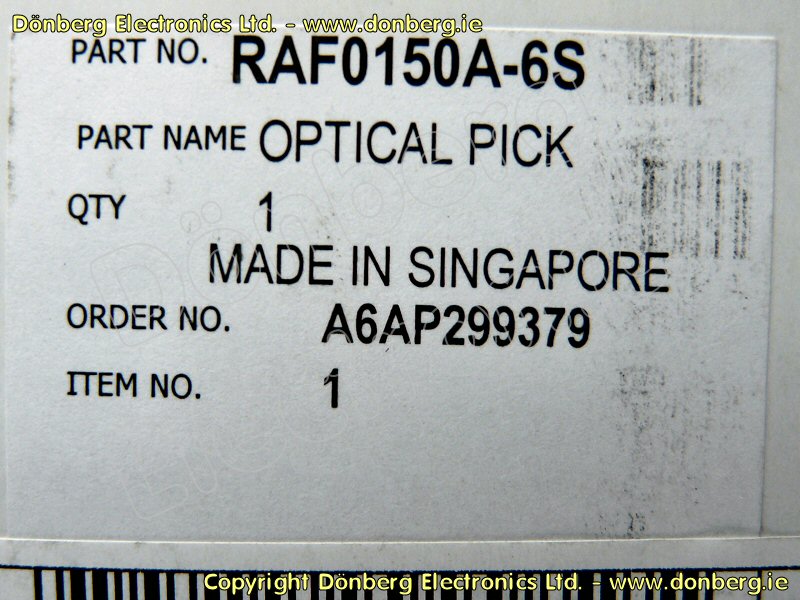 Dönberg Electronics Ltd. - www.donberg.ie
PART NO. RAF0150A-6S
PART NAME OPTICAL PICK
QTY 1
MADE IN SINGAPORE
ORDER NO. A6AP299379
ITEM NO. 1
Copyright Dönberg Electronics Ltd. - www.donberg.ie